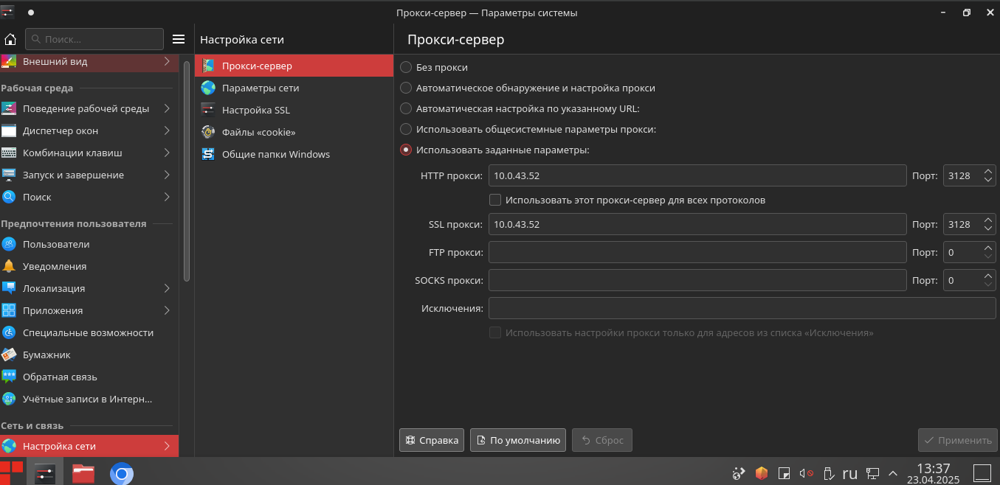 Прокси-сервер — Параметры системы
Поиск...
Внешний вид
Рабочая среда
Поведение рабочей среды
Диспетчер окон
Комбинации клавиш
Запуск и завершение
Поиск
Предпочтения пользователя
Пользователи
Уведомления
Локализация
Приложения
Специальные возможности
Бумажник
Обратная связь
Учётные записи в Интерн...
Сеть и связь
Настройка сети
Настройка сети
Прокси-сервер
Параметры сети
Настройка SSL
Файлы «cookie»
Общие папки Windows
Прокси-сервер
Без прокси
Автоматическое обнаружение и настройка прокси
Автоматическая настройка по указанному URL:
Использовать общесистемные параметры прокси:
Использовать заданные параметры:
HTTP прокси: 10.0.43.52 Порт: 3128
Использовать этот прокси-сервер для всех протоколов
SSL прокси: 10.0.43.52 Порт: 3128
FTP прокси: Порт: 0
SOCKS прокси: Порт: 0
Исключения:
Использовать настройки прокси только для адресов из списка «Исключения»
Справка По умолчанию Сброс Применить
ru 13:37
23.04.2025